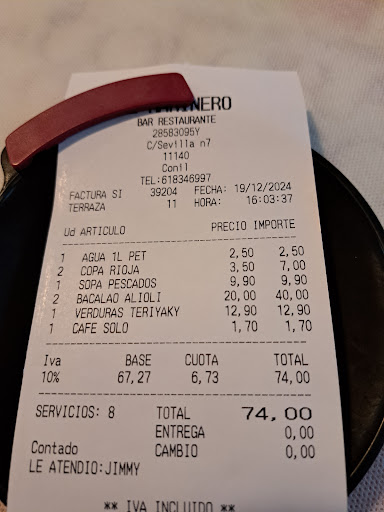 BAR RESTAURANTE
28583095Y
C/Sevilla n7
11140
Conil
TEL:618346997
FACTURA SI 39204 FECHA: 19/12/2024
TERRAZA 11 HORA: 16:03:37
Ud ARTICULO PRECIO IMPORTE
1 AGUA 1L PET 2,50 2,50
2 COPA RIOJA 3,50 7,00
1 SOPA PESCADOS 9,90 9,90
2 BACALAO ALIOLI 20,00 40,00
1 VERDURAS TERIYAKY 12,90 12,90
1 CAFE SOLO 1,70 1,70
Iva BASE CUOTA TOTAL
10% 67,27 6,73 74,00
SERVICIOS: 8 TOTAL 74,00
ENTREGA 0,00
Contado CAMBIO 0,00
LE ATENDIO:JIMMY
** IVA INCLUIDO **